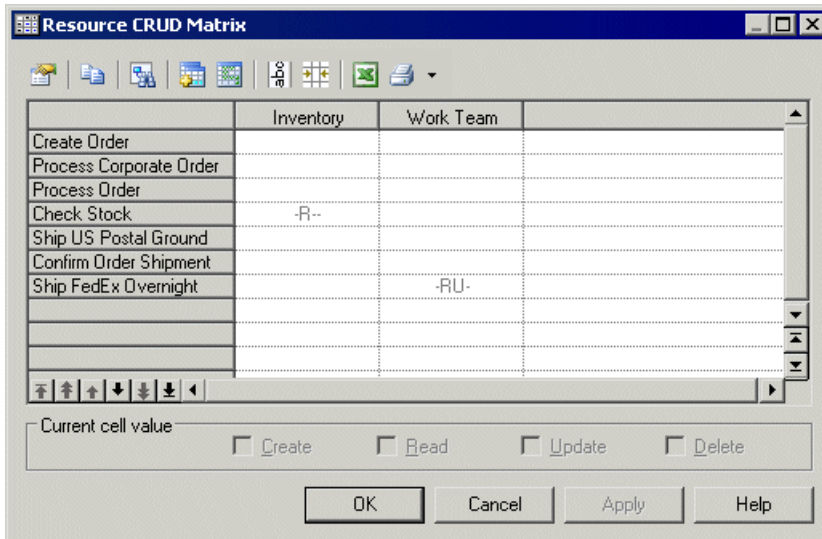 Resource CRUD Matrix
abc
Inventory Work Team
Create Order
Process Corporate Order
Process Order
Check Stock -R--
Ship US Postal Ground
Confirm Order Shipment
Ship FedEx Overnight -RU-
Current cell value
Create Read Update Delete
OK Cancel Apply Help